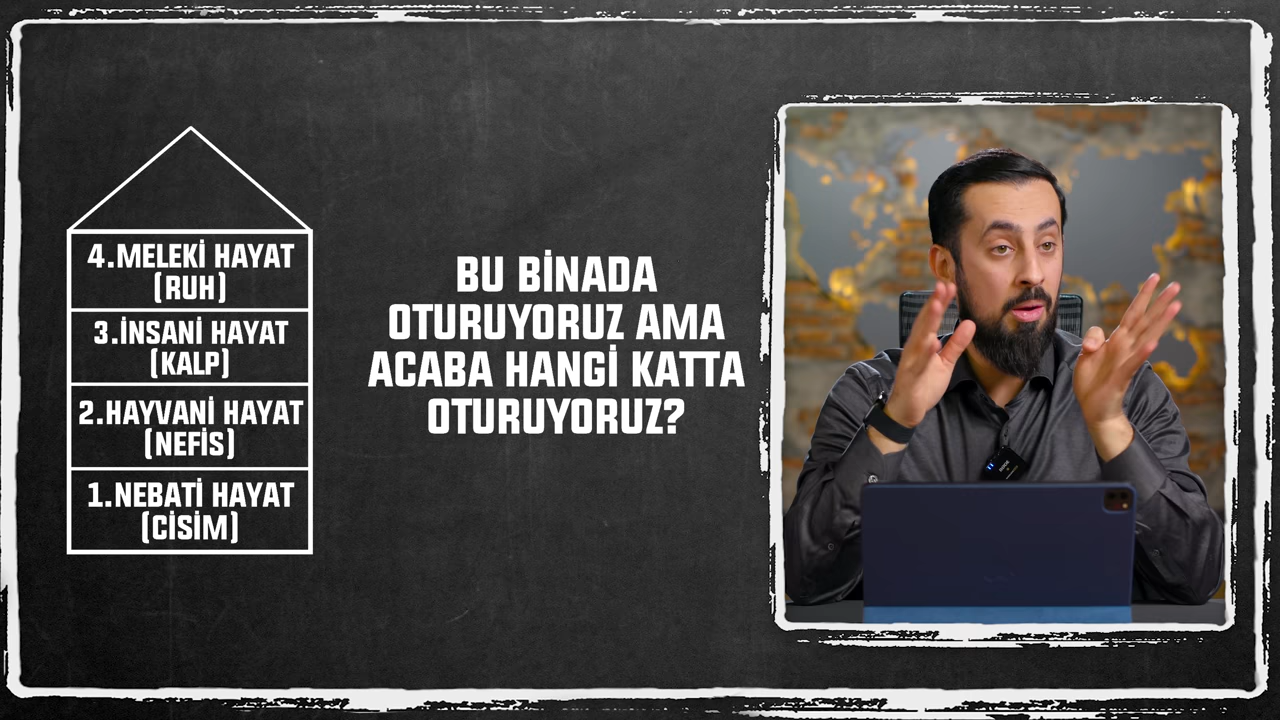 4.MELEKİ HAYAT
(RUH)
3.İNSANİ HAYAT
(KALP)
2.HAYVANİ HAYAT
(NEFİS)
1.NEBATİ HAYAT
(CİSİM)
BU BİNADA
OTURUYORUZ AMA
ACABA HANGİ KATTA
OTURUYORUZ?